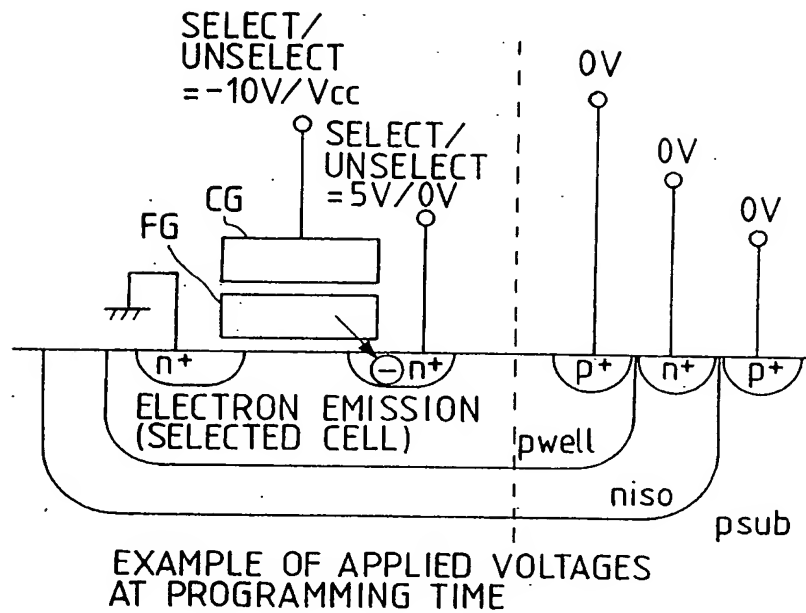 SELECT/
UNSELECT
=-10V/Vcc
SELECT/
UNSELECT
=5V/0V
0V
0V
0V
CG
FG
n+
n+
−
p+
n+
p+
ELECTRON EMISSION
(SELECTED CELL)
pwell
niso
psub
EXAMPLE OF APPLIED VOLTAGES
AT PROGRAMMING TIME